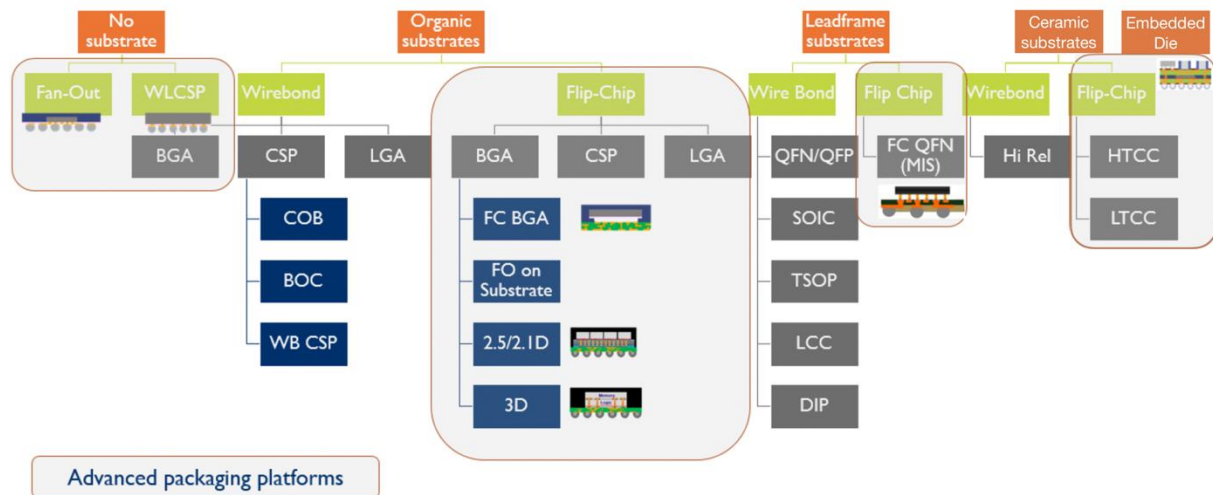 No
substrate
Organic
substrates
Leadframe
substrates
Ceramic
substrates
Embedded
Die
Fan-Out
WLCSP
Wirebond
Flip-Chip
Wire Bond
Flip Chip
Wirebond
Flip-Chip
BGA
CSP
LGA
BGA
CSP
LGA
QFN/QFP
FC QFN
(MIS)
Hi Rel
HTCC
COB
FC BGA
SOIC
LTCC
BOC
FO on
Substrate
TSOP
WB CSP
2.5/2.1D
LCC
3D
Memory
Logic
DIP
Advanced packaging platforms